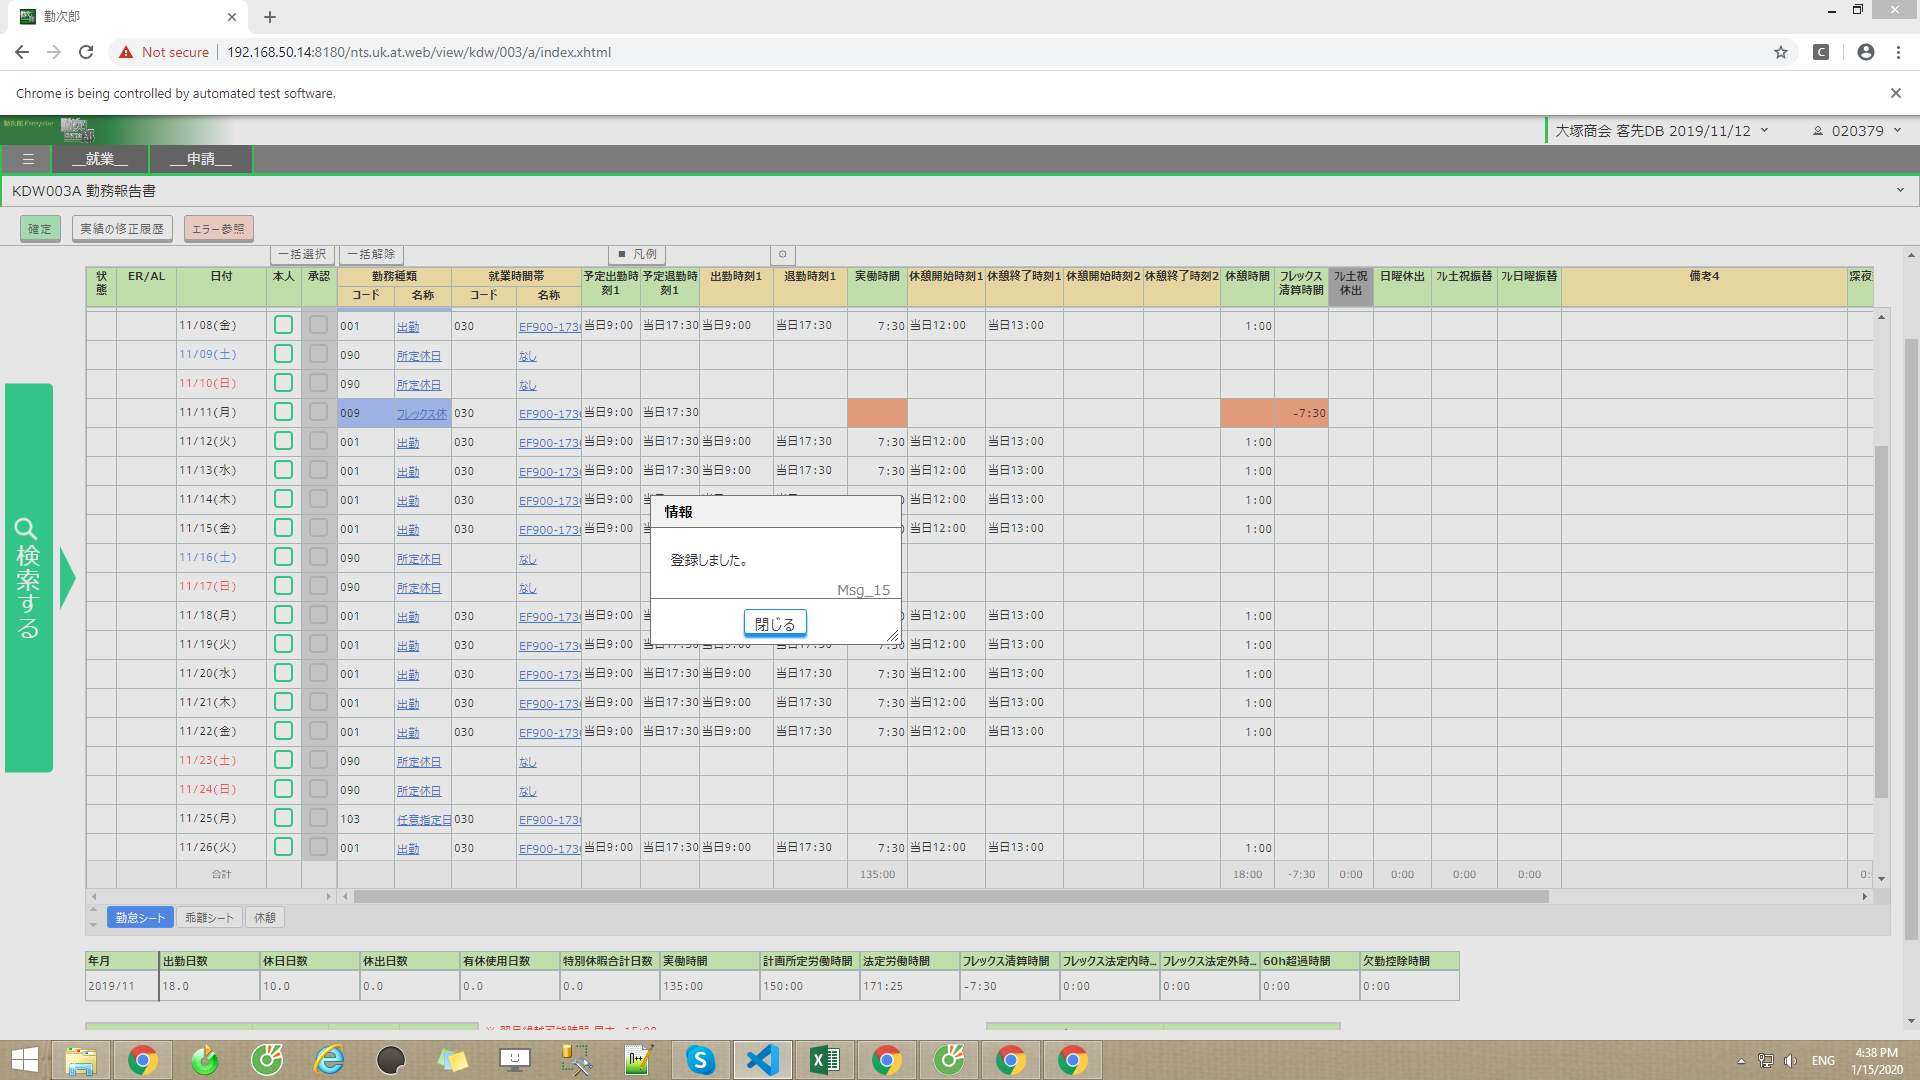 勤次郎
Not secure 192.168.50.14:8180/nts.uk.at.web/view/kdw/003/a/index.xhtml
Chrome is being controlled by automated test software.
勤次郎 Enterprise
大塚商会 客先DB 2019/11/12 020379
__就業__ __申請__
KDW003A 勤務報告書
確定 実績の修正履歴 エラー参照
一括選択 一括解除 ■ 凡例
状態 ER/AL 日付 本人 承認 勤務種類 就業時間帯 予定出勤時刻1 予定退勤時刻1 出勤時刻1 退勤時刻1 実働時間 休憩開始時刻1 休憩終了時刻1 休憩開始時刻2 休憩終了時刻2 休憩時間 フレックス清算時間 フレ土祝休出 日曜休出 フレ土祝振替 フレ日曜振替 備考4 深夜
コード 名称 コード 名称
11/08(金) 001 出勤 030 EF900-173 当日9:00 当日17:30 当日9:00 当日17:30 7:30 当日12:00 当日13:00 1:00
11/09(土) 090 所定休日 なし
11/10(日) 090 所定休日 なし
11/11(月) 009 フレックス休 030 EF900-173 当日9:00 当日17:30 -7:30
11/12(火) 001 出勤 030 EF900-173 当日9:00 当日17:30 当日9:00 当日17:30 7:30 当日12:00 当日13:00 1:00
11/13(水) 001 出勤 030 EF900-173 当日9:00 当日17:30 当日9:00 当日17:30 7:30 当日12:00 当日13:00 1:00
11/14(木) 001 出勤 030 EF900-173 当日9:00 当日12:00 当日13:00 1:00
11/15(金) 001 出勤 030 EF900-173 当日9:00 当日12:00 当日13:00 1:00
11/16(土) 090 所定休日 なし
11/17(日) 090 所定休日 なし
11/18(月) 001 出勤 030 EF900-173 当日9:00 当日12:00 当日13:00 1:00
11/19(火) 001 出勤 030 EF900-173 当日9:00 当日12:00 当日13:00 1:00
11/20(水) 001 出勤 030 EF900-173 当日9:00 当日17:30 当日9:00 当日17:30 7:30 当日12:00 当日13:00 1:00
11/21(木) 001 出勤 030 EF900-173 当日9:00 当日17:30 当日9:00 当日17:30 7:30 当日12:00 当日13:00 1:00
11/22(金) 001 出勤 030 EF900-173 当日9:00 当日17:30 当日9:00 当日17:30 7:30 当日12:00 当日13:00 1:00
11/23(土) 090 所定休日 なし
11/24(日) 090 所定休日 なし
11/25(月) 103 任意指定日 030 EF900-173
11/26(火) 001 出勤 030 EF900-173 当日9:00 当日17:30 当日9:00 当日17:30 7:30 当日12:00 当日13:00 1:00
合計 135:00 18:00 -7:30 0:00 0:00 0:00 0:00 0:
情報
登録しました。
Msg_15
閉じる
検索する
勤怠シート 乖離シート 休憩
年月 出勤日数 休日日数 休出日数 有休使用日数 特別休暇合計日数 実働時間 計画所定労働時間 法定労働時間 フレックス清算時間 フレックス法定内時... フレックス法定外時... 60h超過時間 欠勤控除時間
2019/11 18.0 10.0 0.0 0.0 0.0 135:00 150:00 171:25 -7:30 0:00 0:00 0:00 0:00
ENG
4:38 PM
1/15/2020